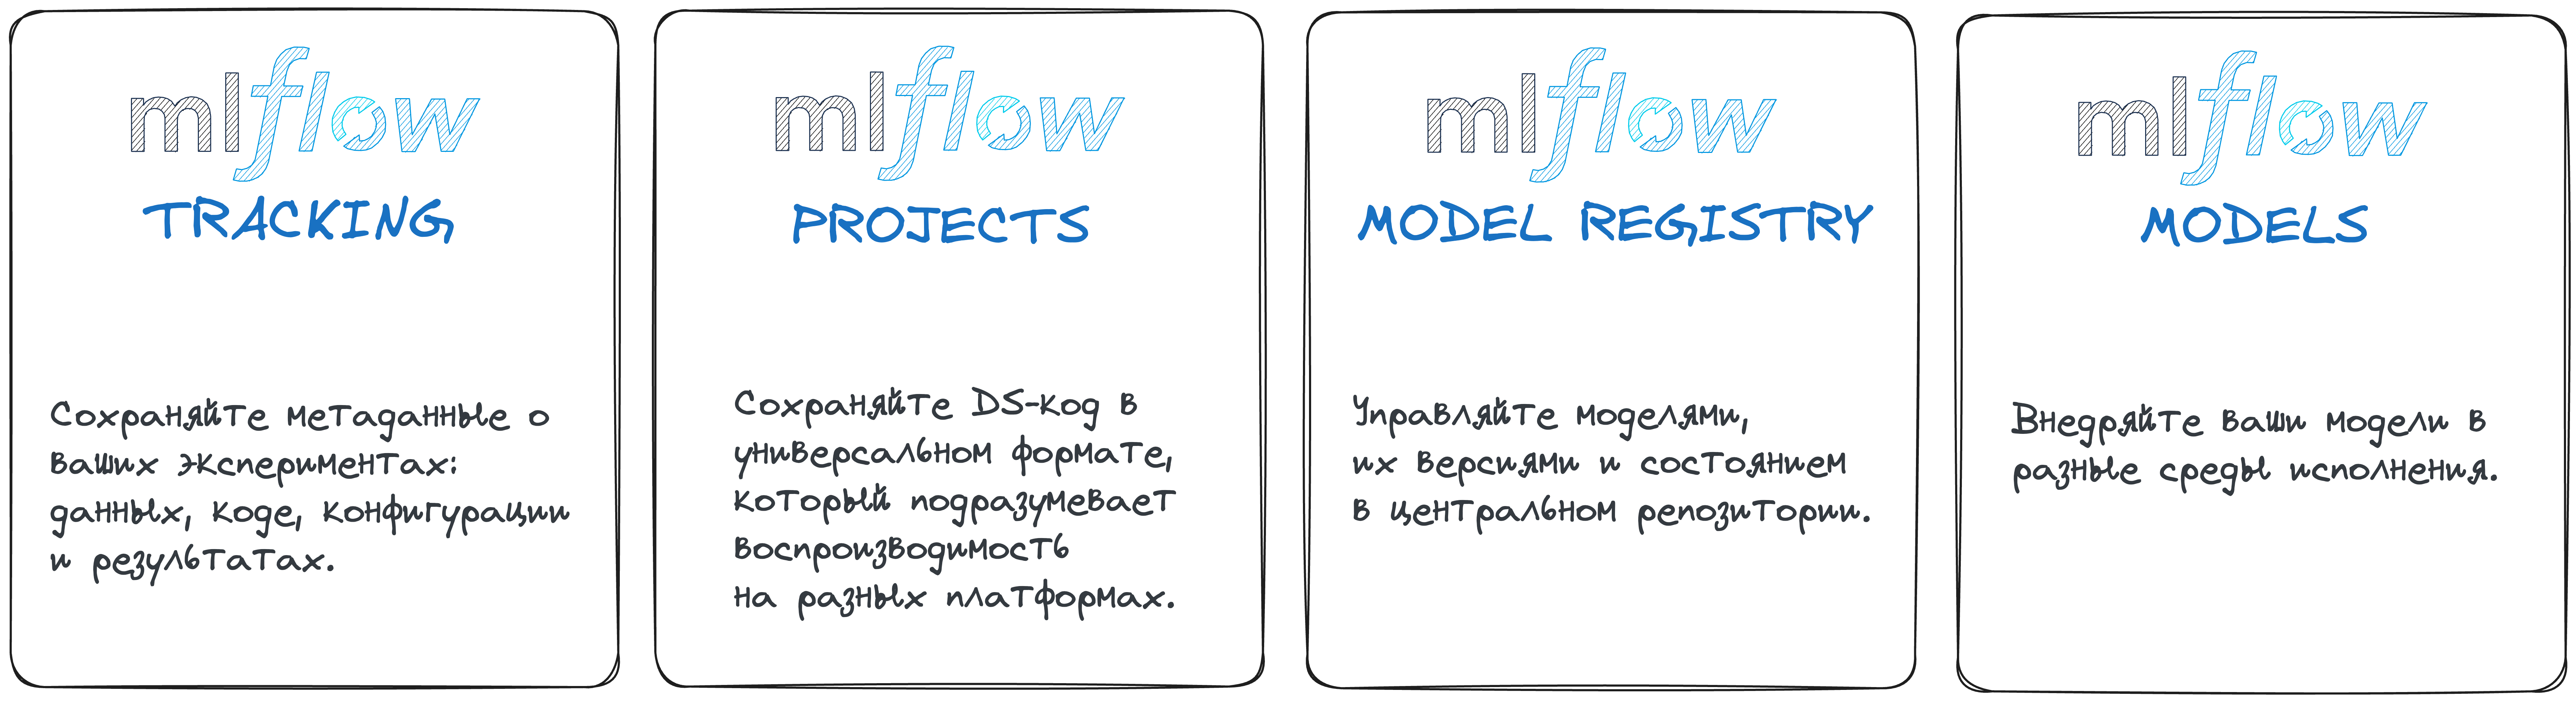 mlflow
TRACKING
Сохраняйте метаданные о
ваших экспериментах:
данных, коде, конфигурации
и результатах.
mlflow
PROJECTS
Сохраняйте DS-код в
универсальном формате,
который подразумевает
воспроизводимость
на разных платформах.
mlflow
MODEL REGISTRY
Управляйте моделями,
их версиями и состоянием
в центральном репозитории.
mlflow
MODELS
Внедряйте ваши модели в
разные среды исполнения.